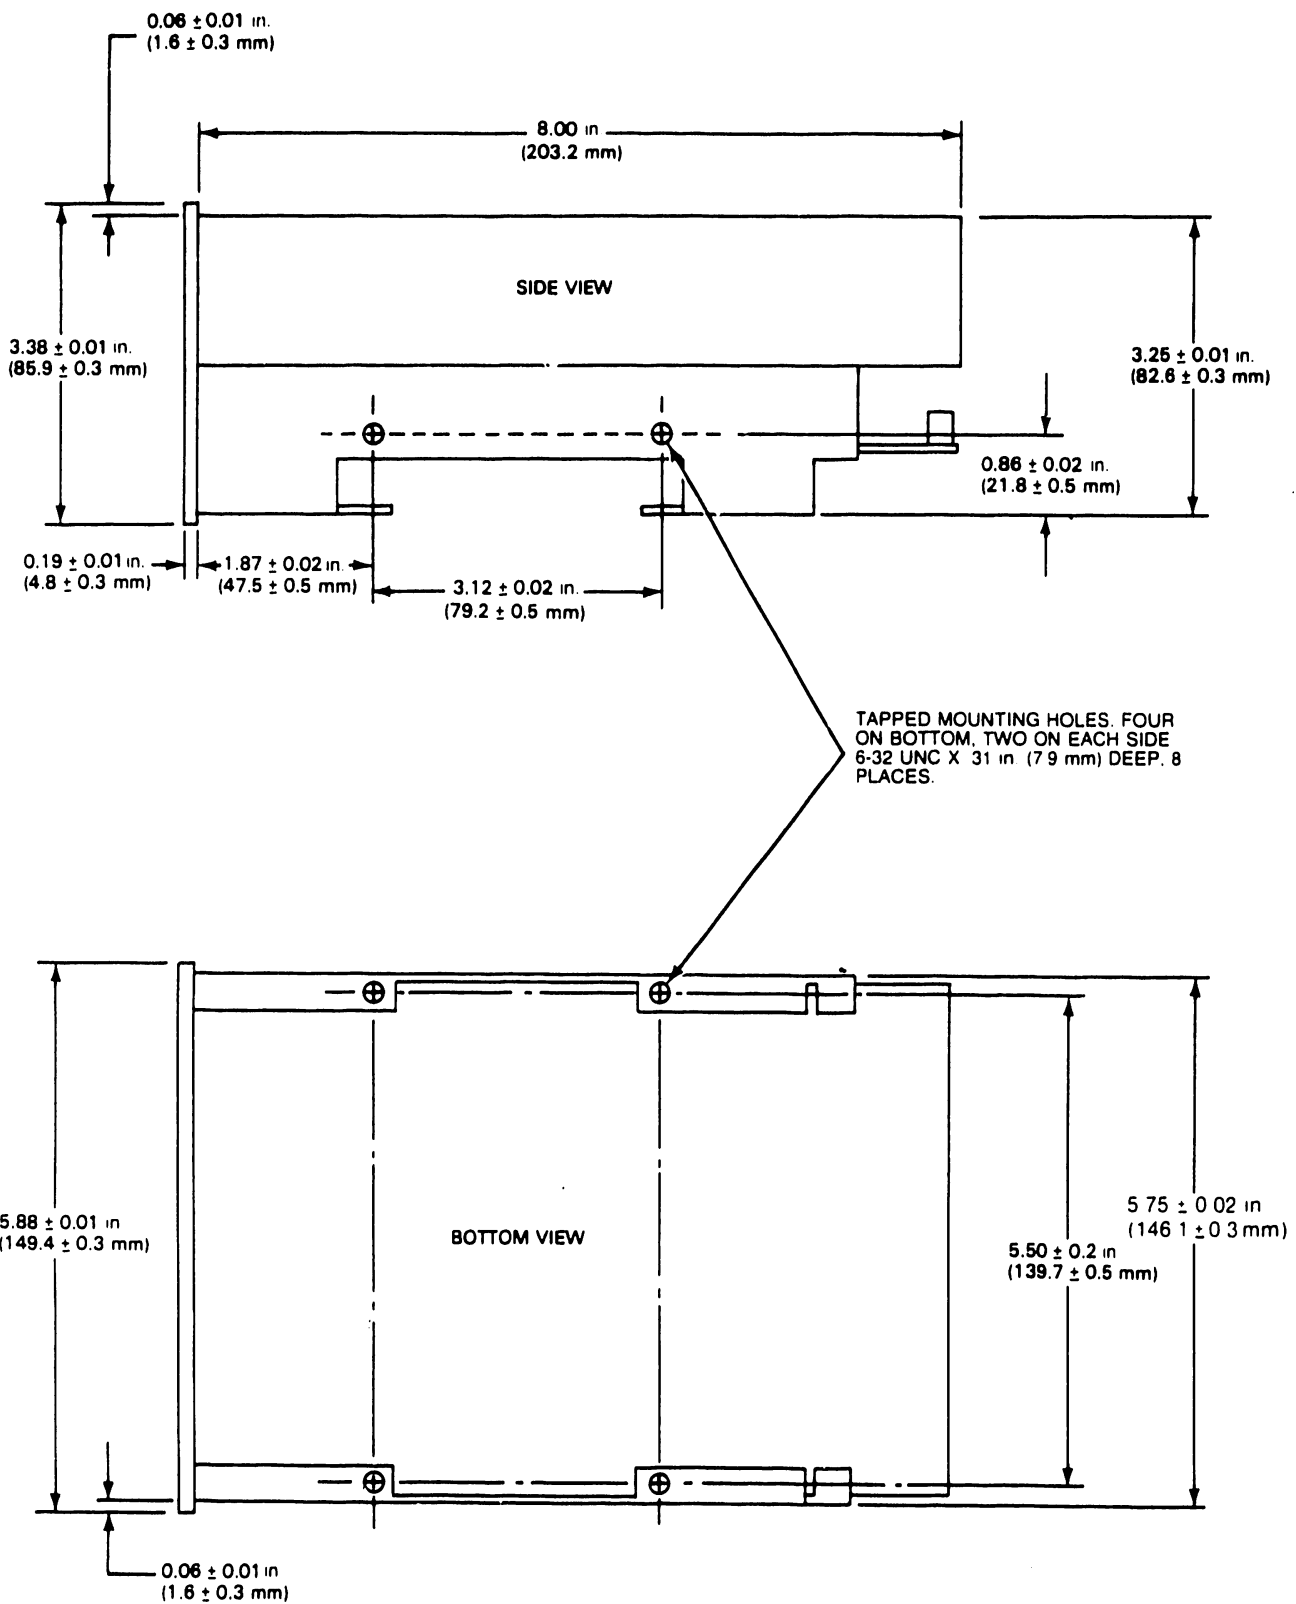 0.06 ± 0.01 in.
(1.6 ± 0.3 mm)
8.00 in
(203.2 mm)
SIDE VIEW
3.38 ± 0.01 in.
(85.9 ± 0.3 mm)
3.25 ± 0.01 in.
(82.6 ± 0.3 mm)
0.86 ± 0.02 in.
(21.8 ± 0.5 mm)
0.19 ± 0.01 in.
(4.8 ± 0.3 mm)
1.87 ± 0.02 in.
(47.5 ± 0.5 mm)
3.12 ± 0.02 in.
(79.2 ± 0.5 mm)
TAPPED MOUNTING HOLES. FOUR
ON BOTTOM, TWO ON EACH SIDE
6-32 UNC X 31 in. (7 9 mm) DEEP. 8
PLACES.
5.88 ± 0.01 in
(149.4 ± 0.3 mm)
BOTTOM VIEW
5 75 ± 0 02 in
(146 1 ± 0 3 mm)
5.50 ± 0.2 in
(139.7 ± 0.5 mm)
0.06 ± 0.01 in
(1.6 ± 0.3 mm)